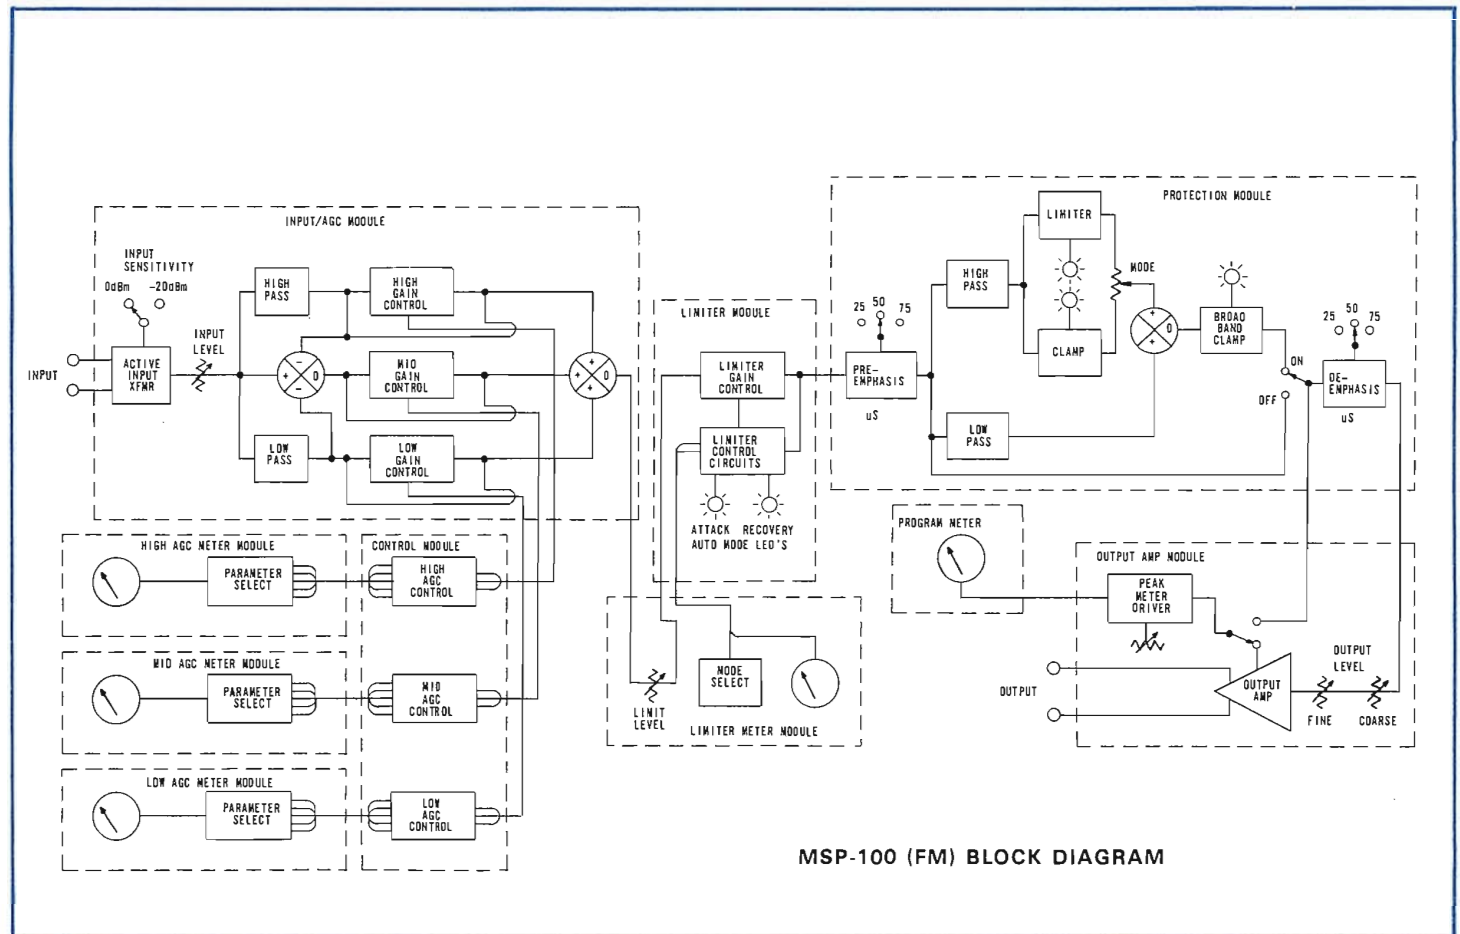 INPUT/AGC MODULE
INPUT
SENSITIVITY
0dBm -20dBm
INPUT
LEVEL
INPUT
ACTIVE
INPUT
XFMR
HIGH
PASS
LOW
PASS
- + - 0
HIGH
GAIN
CONTROL
MID
GAIN
CONTROL
LOW
GAIN
CONTROL
+ + + 0
HIGH AGC METER MODULE
PARAMETER
SELECT
MID AGC METER MODULE
PARAMETER
SELECT
LOW AGC METER MODULE
PARAMETER
SELECT
CONTROL MODULE
HIGH
AGC
CONTROL
MID
AGC
CONTROL
LOW
AGC
CONTROL
LIMITER MODULE
LIMITER
GAIN
CONTROL
LIMITER
CONTROL
CIRCUITS
ATTACK RECOVERY
AUTO MODE LED'S
LIMIT
LEVEL
MODE
SELECT
LIMITER METER MODULE
PROTECTION MODULE
25 50 75
PRE-
EMPHASIS
uS
HIGH
PASS
LOW
PASS
LIMITER
CLAMP
MODE
+ + 0
BROAD
BAND
CLAMP
ON
OFF
25 50 75
DE-
EMPHASIS
uS
PROGRAM METER
OUTPUT AMP MODULE
PEAK
METER
DRIVER
OUTPUT
OUTPUT
AMP
OUTPUT
LEVEL
FINE COARSE
MSP-100 (FM) BLOCK DIAGRAM